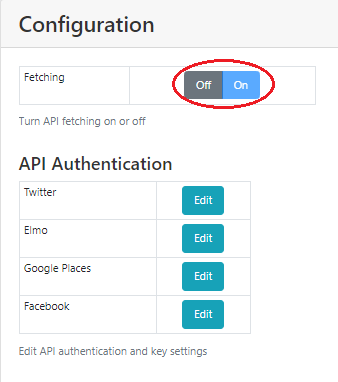 Configuration
Fetching Off On
Turn API fetching on or off
API Authentication
Twitter Edit
Elmo Edit
Google Places Edit
Facebook Edit
Edit API authentication and key settings